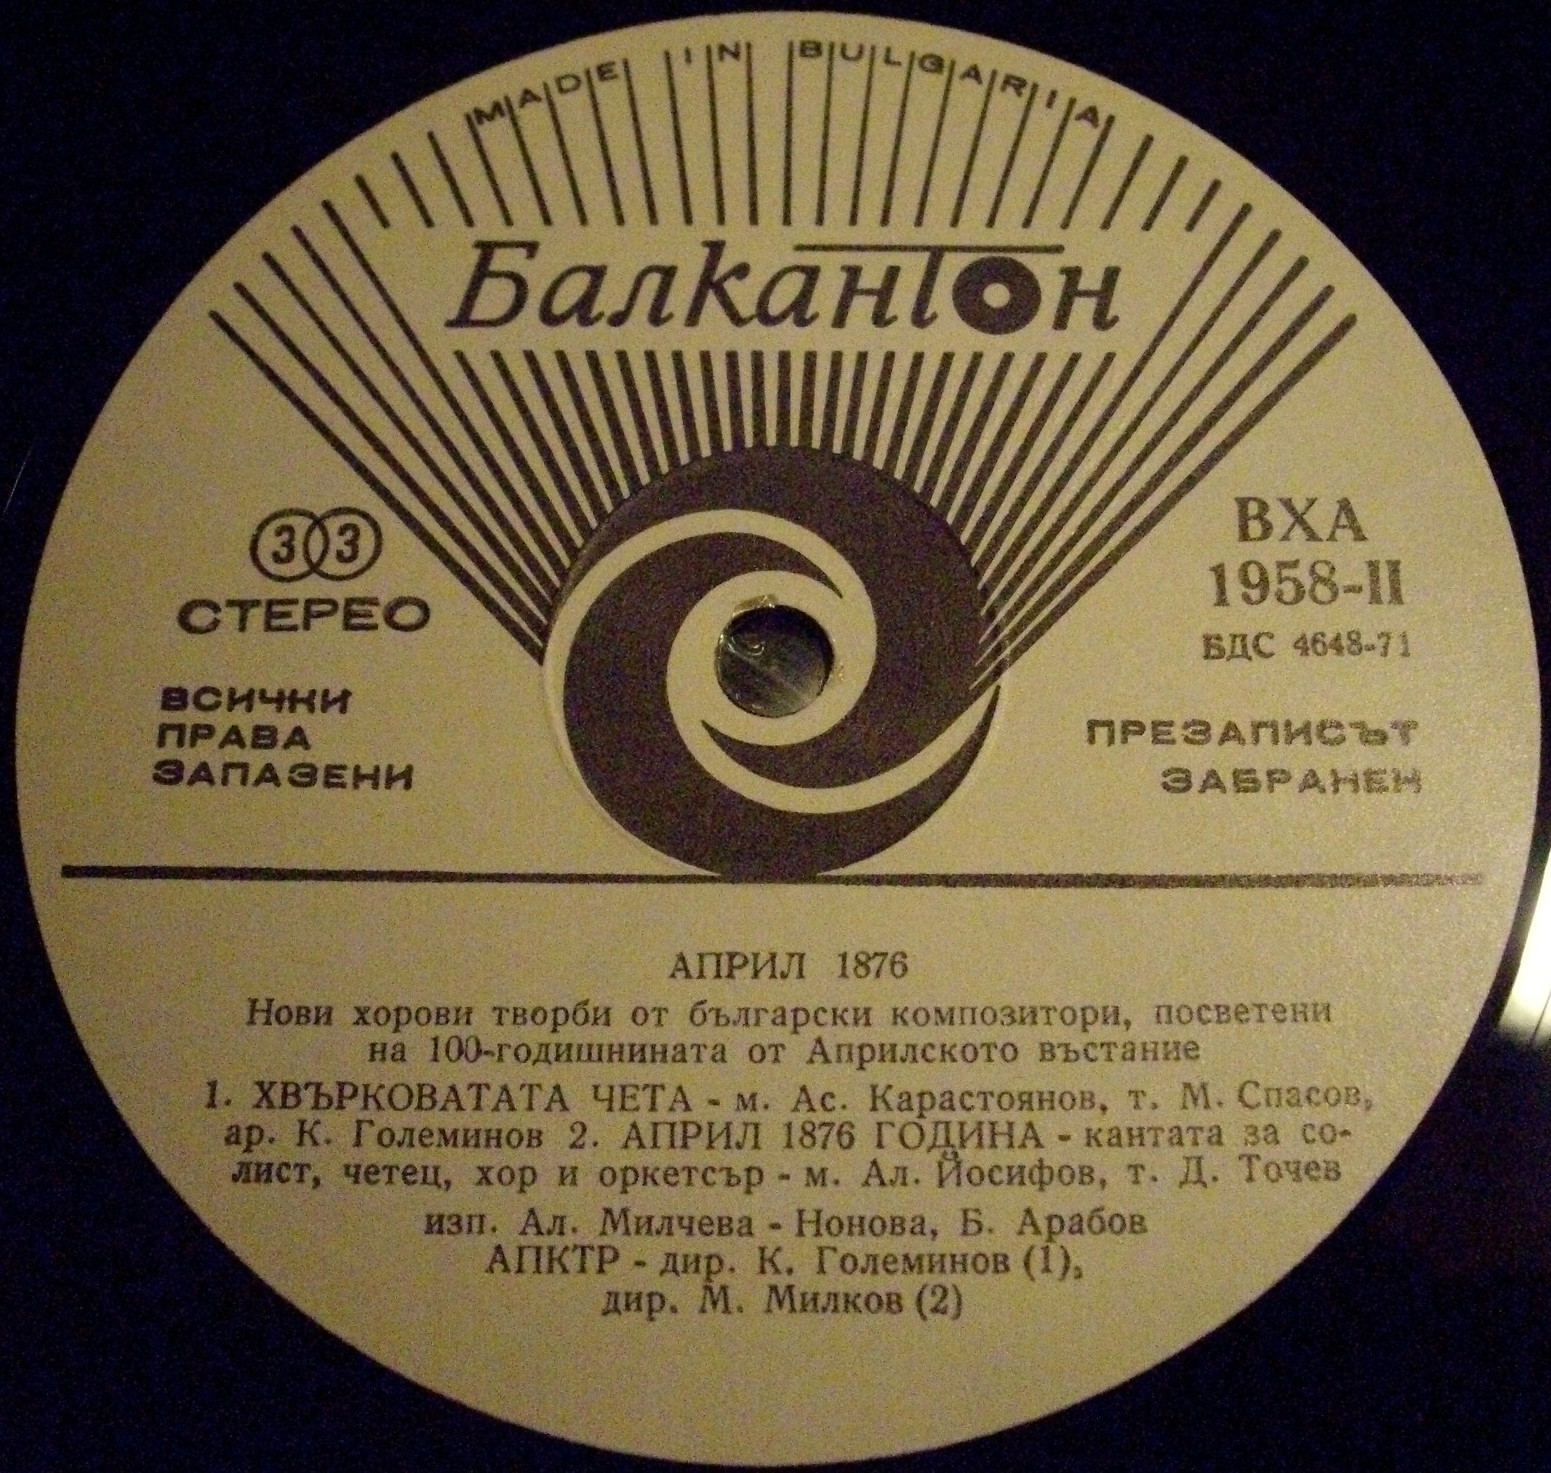 MADE IN BULGARIA
Балкантон
33
СТЕРЕО
ВСИЧКИ
ПРАВА
ЗАПАЗЕНИ
ВХА
1958-II
БДС 4648-71
ПРЕЗАПИСЪТ
ЗАБРАНЕН
АПРИЛ 1876
Нови хорови творби от български композитори, посветени
на 100-годишнината от Априлското въстание
1. ХВЪРКОВАТАТА ЧЕТА - м. Ас. Карастоянов, т. М. Спасов,
ар. К. Големинов 2. АПРИЛ 1876 ГОДИНА - кантата за со-
лист, четец, хор и оркетсър - м. Ал. Йосифов, т. Д. Точев
изп. Ал. Милчева - Нонова, Б. Арабов
АПКТР - дир. К. Големинов (1),
дир. М. Милков (2)